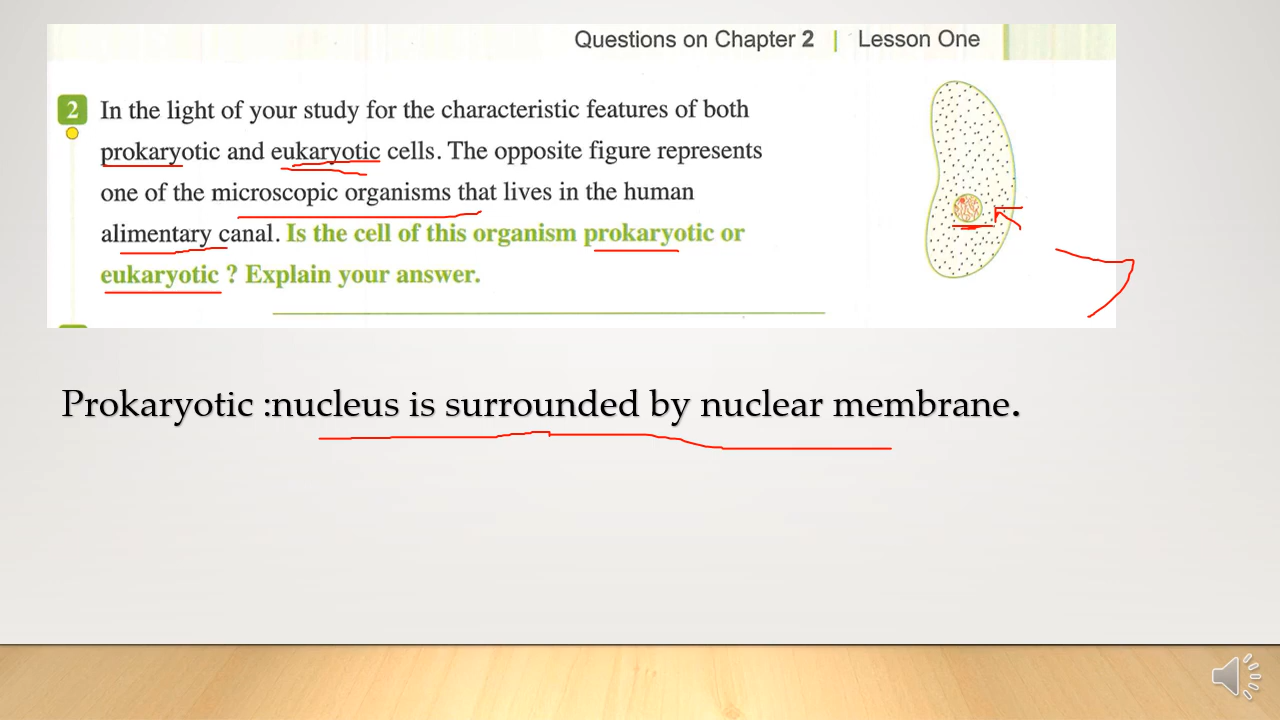 Questions on Chapter 2 | Lesson One
2 In the light of your study for the characteristic features of both
prokaryotic and eukaryotic cells. The opposite figure represents
one of the microscopic organisms that lives in the human
alimentary canal. Is the cell of this organism prokaryotic or
eukaryotic ? Explain your answer.
Prokaryotic :nucleus is surrounded by nuclear membrane.